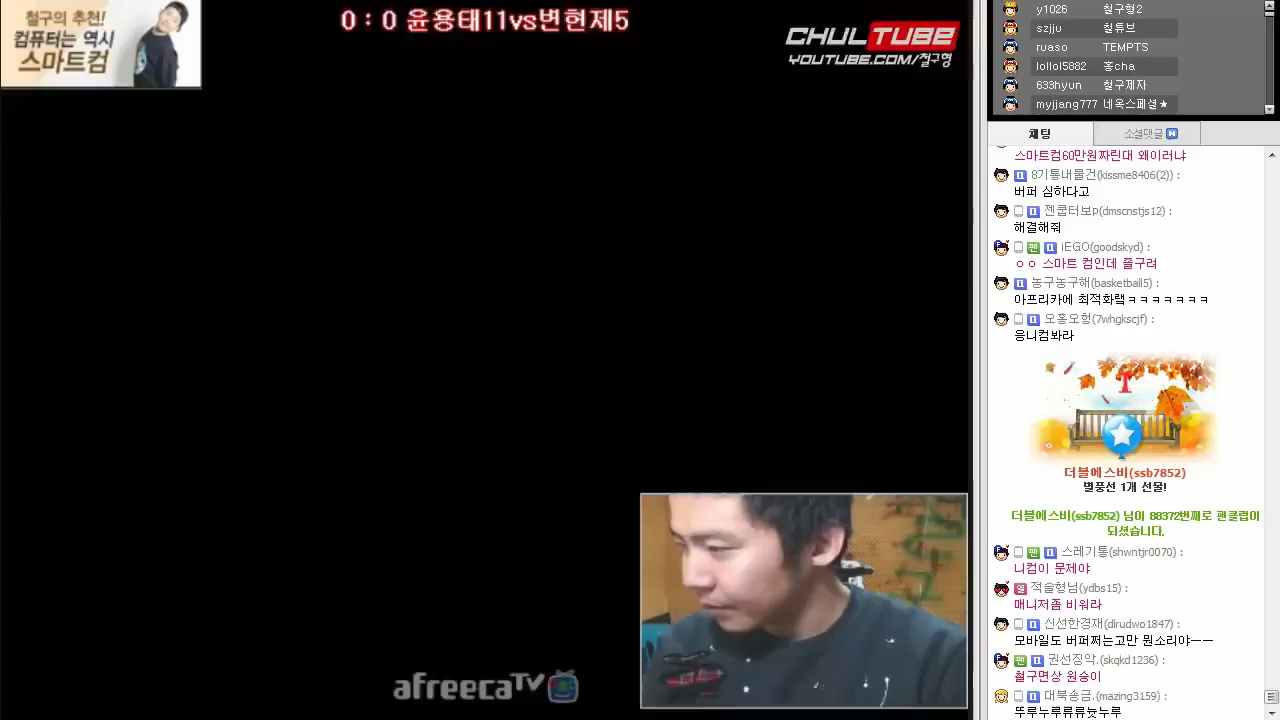 철구의 추천!
컴퓨터는 역시
스마트컴
0 : 0 윤용태11vs변현제5
CHULTUBE
YOUTUBE.COM/철구형
y1026 철구형2
szjju 철튜브
ruaso TEMPTS
lollol5882 홍cha
633hyun 철구제자
myjjang777 네옥스페셜★
채팅 소셜댓글
스마트컴60만원짜린대 왜이러냐
8기통내물건(kissme8406(2)) :
버퍼 심하다고
젠쿱터보p(dmscnstjs12) :
해결해줘
팬 iEGO(goodskyd) :
ㅇㅇ 스마트 컴인데 쫄구려
농구농구해(basketball5) :
아프리카에 최적화램ㅋㅋㅋㅋㅋㅋㅋ
오홍오헝(7whgkscjf) :
응니컴봐라
1
더블에스비(ssb7852)
별풍선 1개 선물!
더블에스비(ssb7852) 님이 88372번째로 팬클럽이
되셨습니다.
팬 스레기통(shwntjr0070) :
니컴이 문제야
열 적슬형님(ydbs15) :
매니저좀 비워라
신선한경재(dlrudwo1847) :
모바일도 버퍼쩌는고만 뭔소리야ㅡㅡ
팬 권선징악.(skqkd1236) :
철구면상 원숭이
대북송금.(mazing3159) :
뚜루누루류류늣누루
afreecaTV